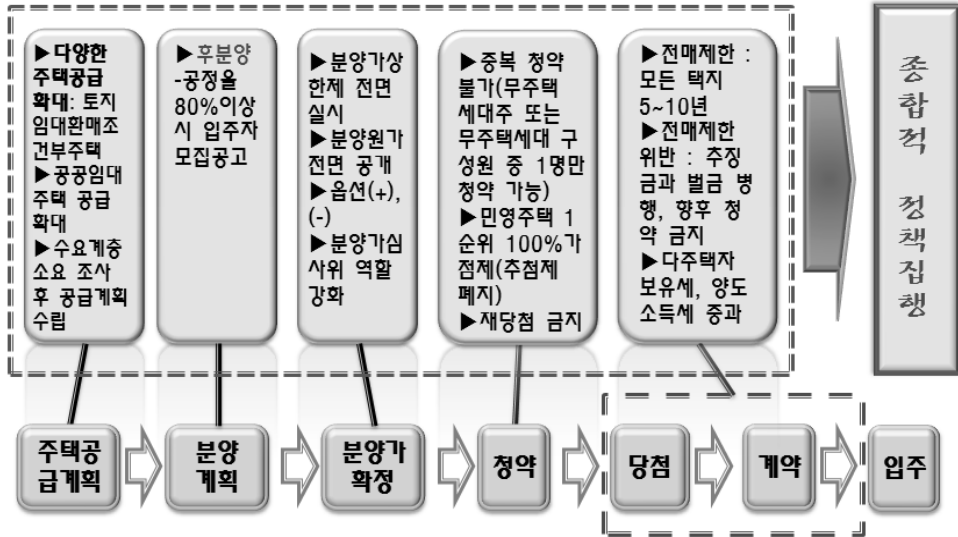 ▶다양한
주택공급
확대: 토지
임대환매조
건부주택
▶공공임대
주택 공급
확대
▶수요계층
소요 조사
후 공급계획
수립
▶후분양
-공정율
80%이상
시 입주자
모집공고
▶분양가상
한제 전면
실시
▶분양원가
전면 공개
▶옵션(+),
(-)
▶분양가심
사위 역할
강화
▶중복 청약
불가(무주택
세대주 또는
무주택세대 구
성원 중 1명만
청약 가능)
▶민영주택 1
순위 100%가
점제(추첨제
폐지)
▶재당첨 금지
▶전매제한 :
모든 택지
5~10년
▶전매제한
위반 : 추징
금과 벌금 병
행, 향후 청
약 금지
▶다주택자
보유세, 양도
소득세 중과
종합적 정책집행
주택공
급계획
분양
계획
분양가
확정
청약
당첨
계약
입주